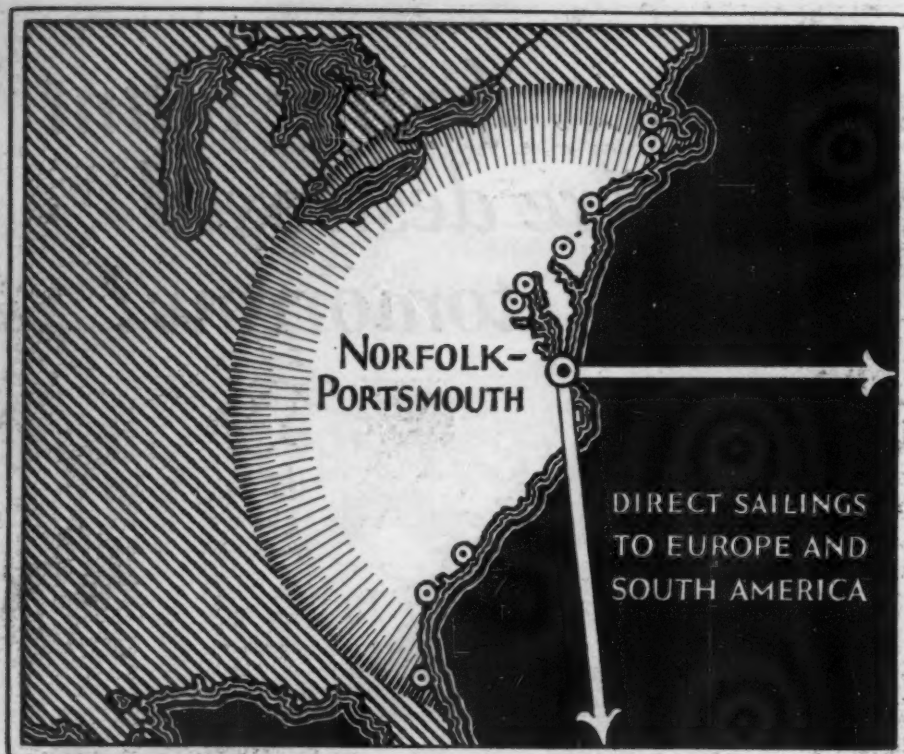 NORFOLK-
PORTSMOUTH
DIRECT SAILINGS
TO EUROPE AND
SOUTH AMERICA